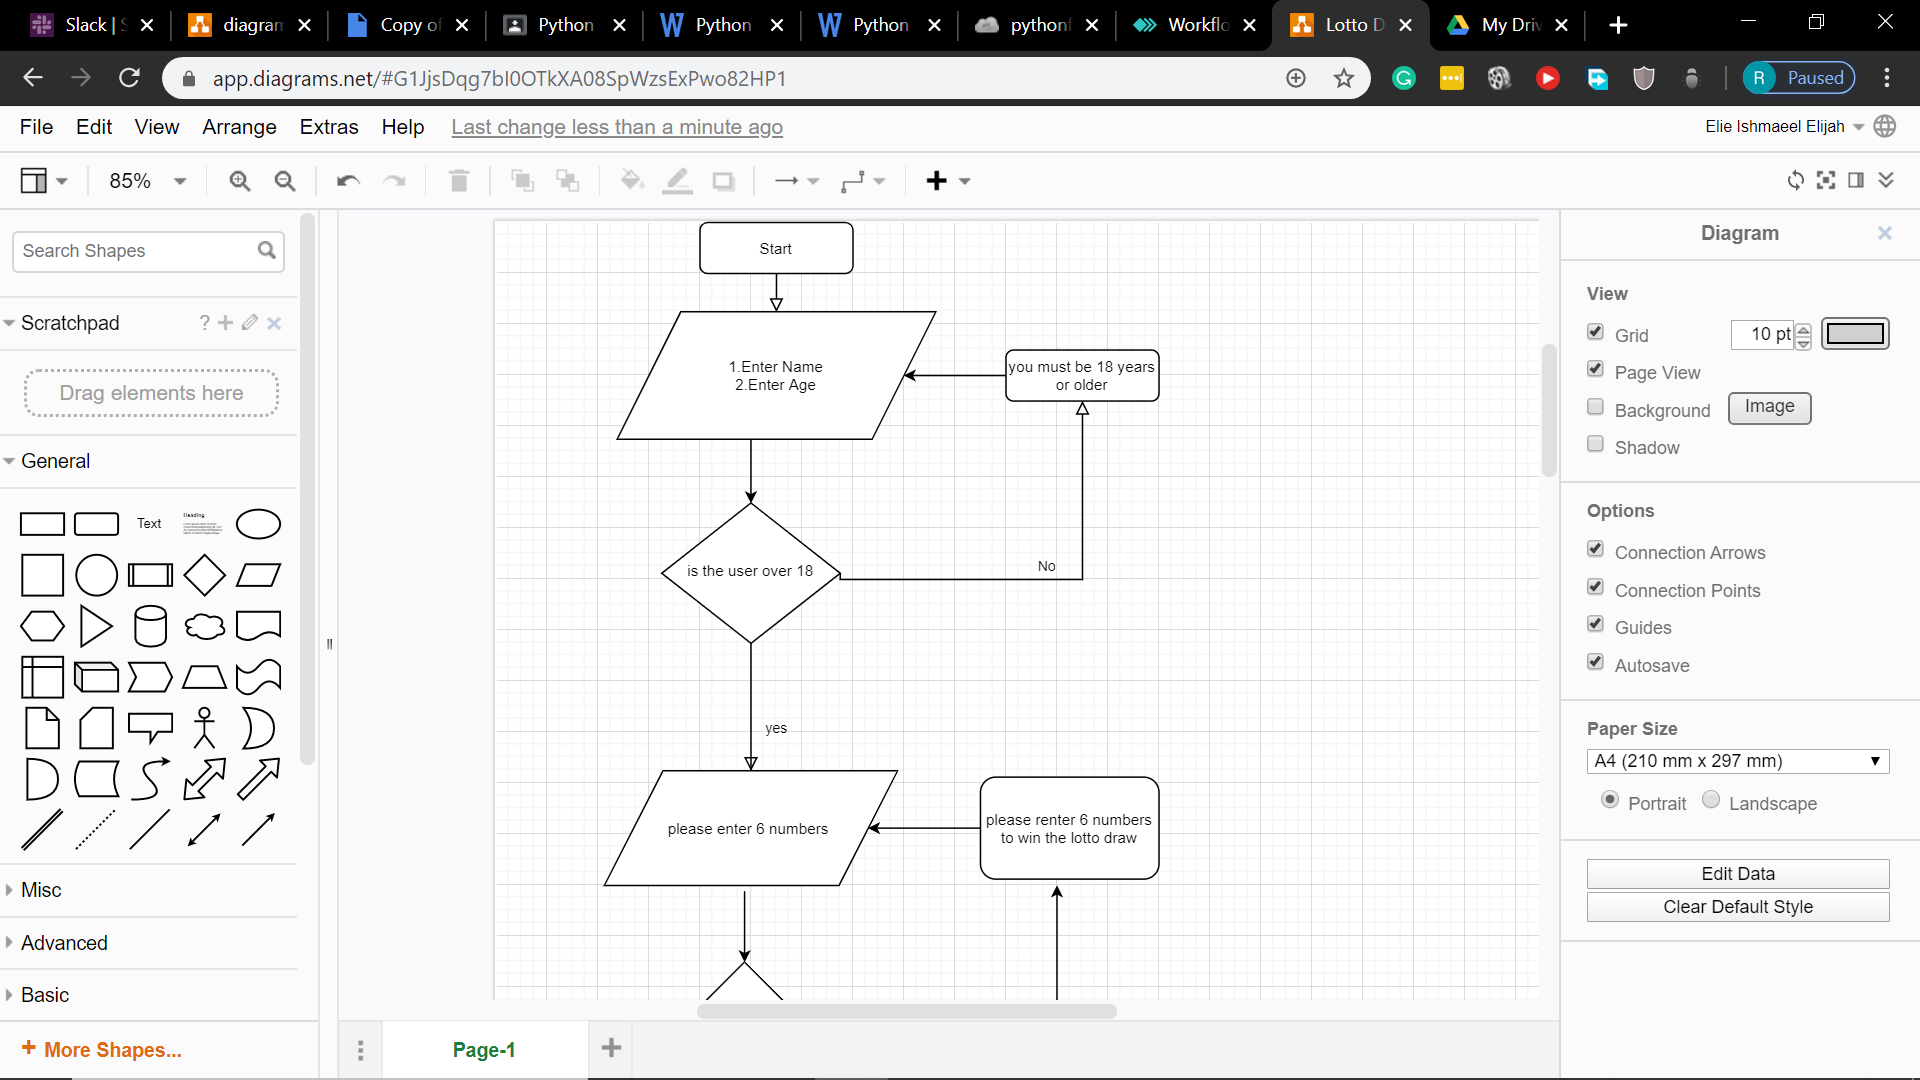 Slack | S
diagram
Copy of
Python
Python
Python
pythonf
Workflo
Lotto D
My Driv
app.diagrams.net/#G1JjsDqg7bI0OTkXA08SpWzsExPwo82HP1
R Paused
File Edit View Arrange Extras Help Last change less than a minute ago
Elie Ishmaeel Elijah
85%
Search Shapes
Scratchpad
?
Drag elements here
General
Text
Heading
Misc
Advanced
Basic
+ More Shapes...
Start
1.Enter Name
2.Enter Age
you must be 18 years
or older
is the user over 18
No
yes
please enter 6 numbers
please renter 6 numbers
to win the lotto draw
Page-1
Diagram
View
Grid 10 pt
Page View
Background Image
Shadow
Options
Connection Arrows
Connection Points
Guides
Autosave
Paper Size
A4 (210 mm x 297 mm)
Portrait Landscape
Edit Data
Clear Default Style